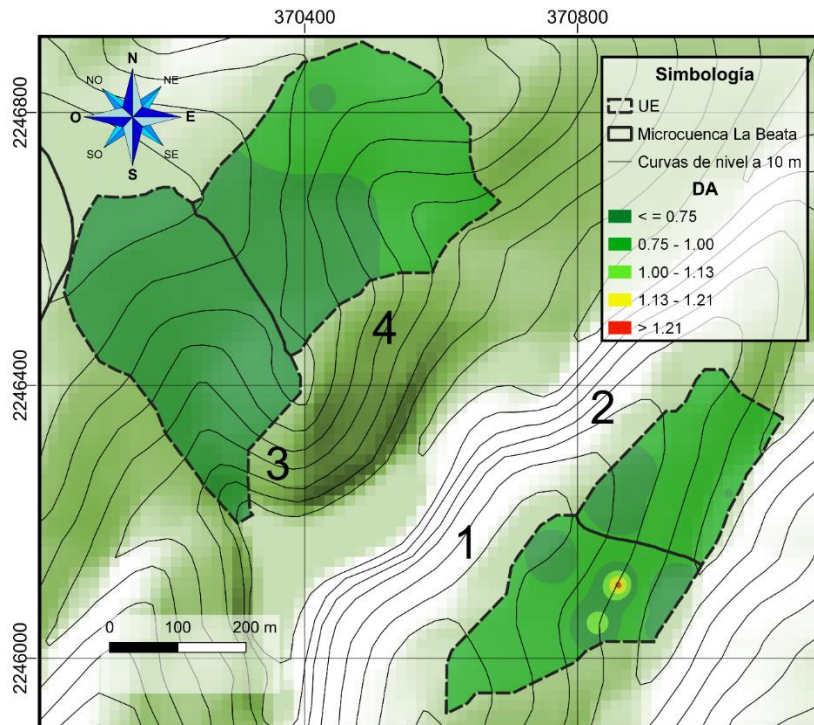 370400
370800
2246800
2246400
2246000
N
NO
NE
O
E
SO
SE
S
Simbología
UE
Microcuenca La Beata
Curvas de nivel a 10 m
DA
< = 0.75
0.75 - 1.00
1.00 - 1.13
1.13 - 1.21
> 1.21
4
2
3
1
0 100 200 m